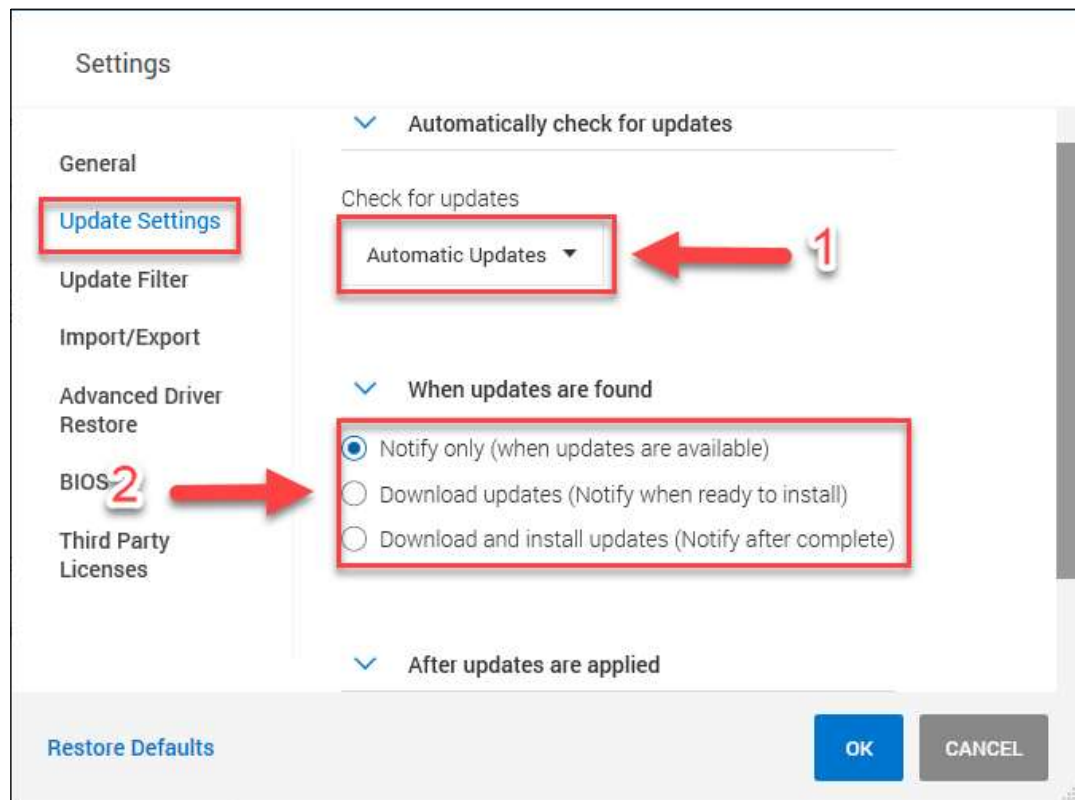 Settings
General
Update Settings
Update Filter
Import/Export
Advanced Driver
Restore
BIOS
2
Third Party
Licenses
Automatically check for updates
Check for updates
Automatic Updates
1
When updates are found
Notify only (when updates are available)
Download updates (Notify when ready to install)
Download and install updates (Notify after complete)
After updates are applied
Restore Defaults
OK
CANCEL